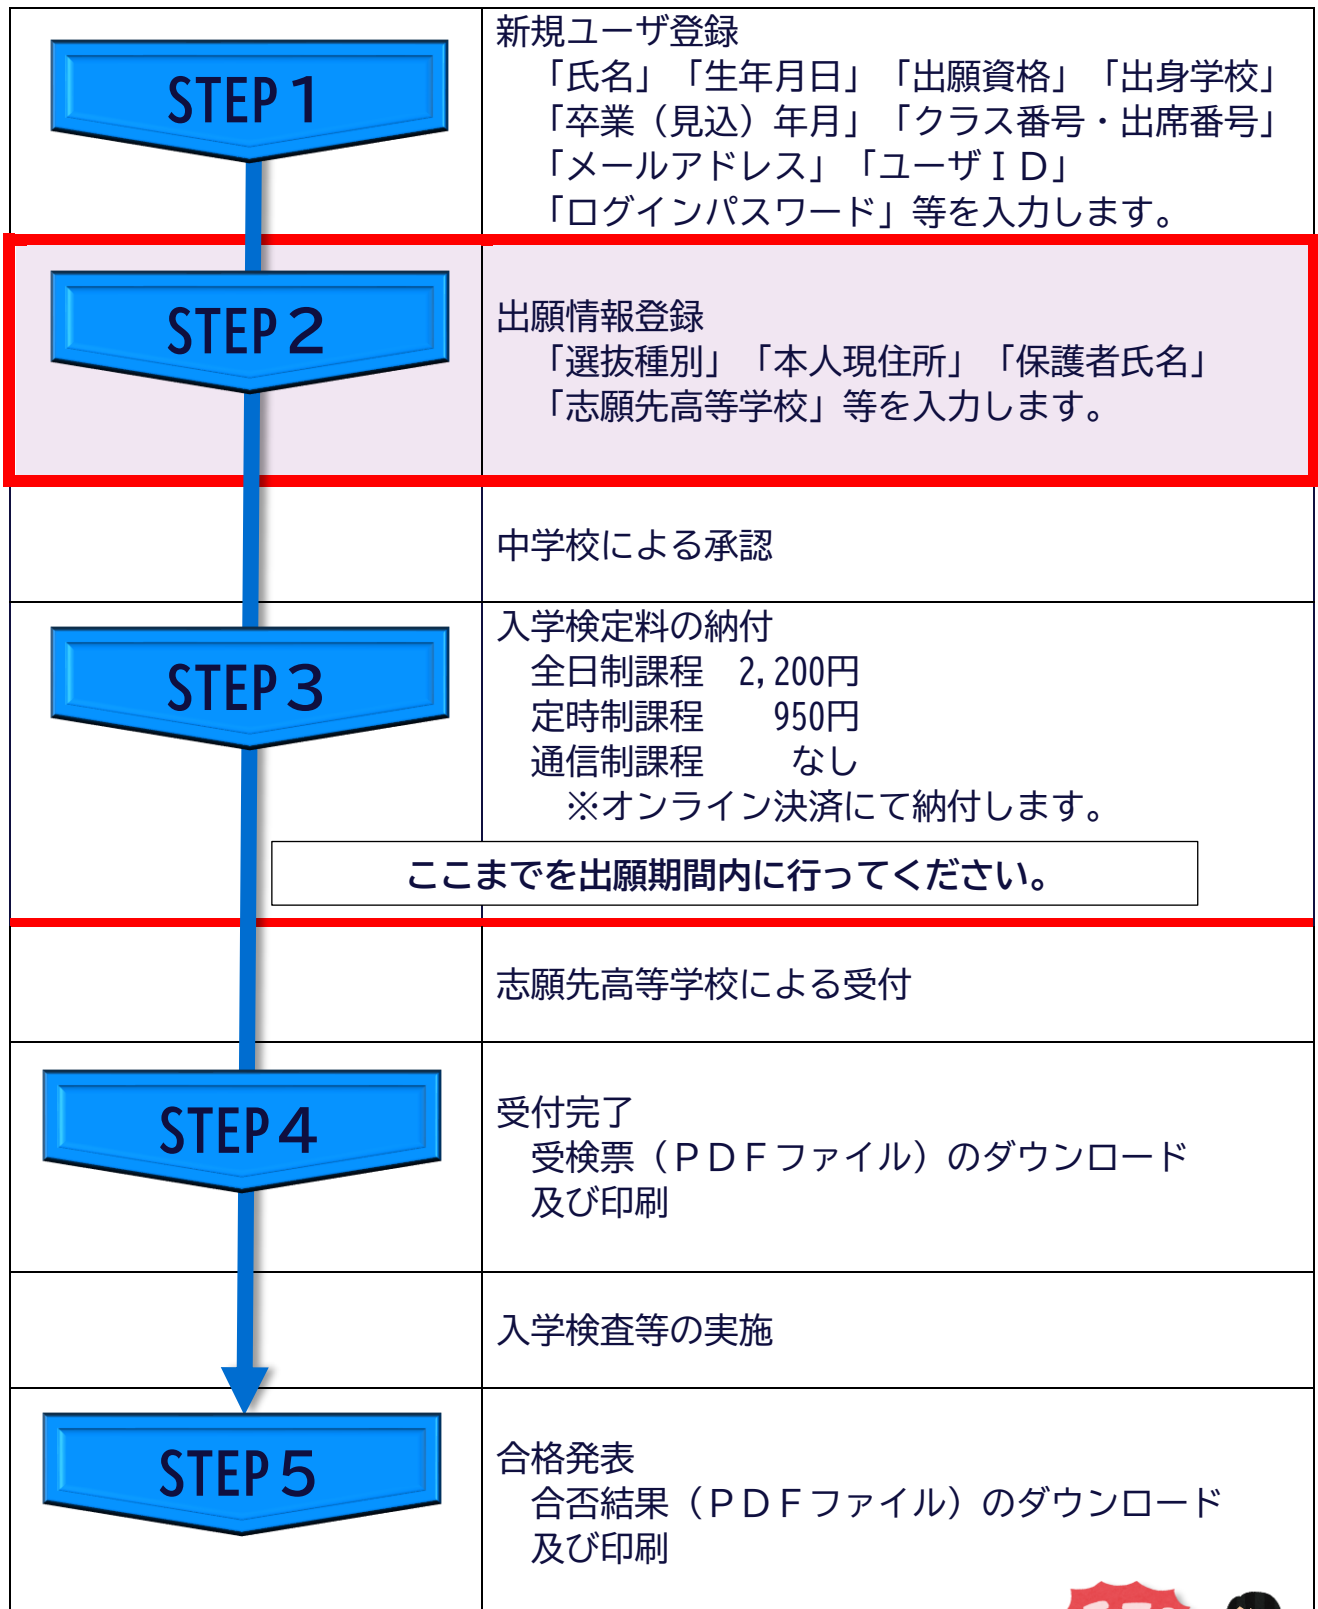 STEP１
新規ユーザ登録
「氏名」「生年月日」「出願資格」「出身学校」
「卒業（見込）年月」「クラス番号・出席番号」
「メールアドレス」「ユーザＩＤ」
「ログインパスワード」等を入力します。
STEP２
出願情報登録
「選抜種別」「本人現住所」「保護者氏名」
「志願先高等学校」等を入力します。
中学校による承認
STEP３
入学検定料の納付
全日制課程　2,200円
定時制課程　　950円
通信制課程　　なし
※オンライン決済にて納付します。
ここまでを出願期間内に行ってください。
志願先高等学校による受付
STEP４
受付完了
受検票（ＰＤＦファイル）のダウンロード
及び印刷
入学検査等の実施
STEP５
合格発表
合否結果（ＰＤＦファイル）のダウンロード
及び印刷